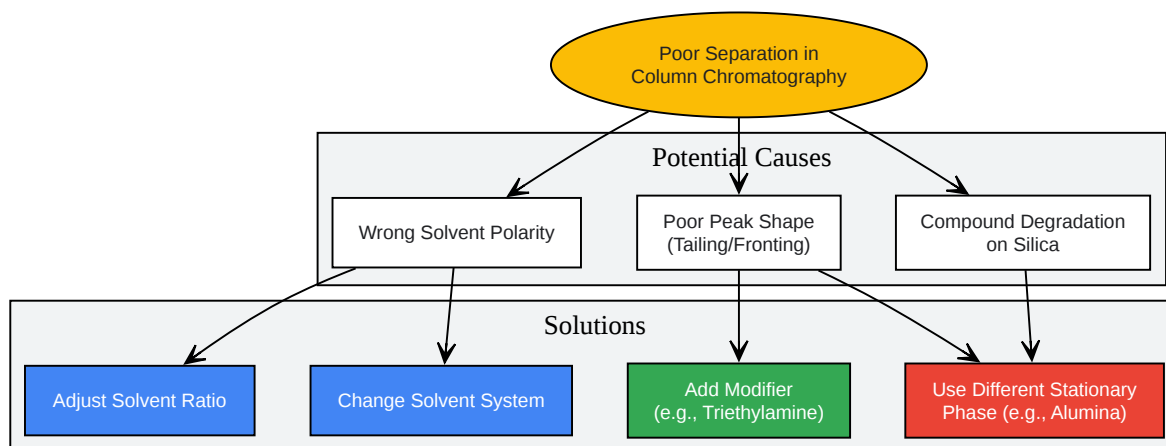 Poor Separation in
Column Chromatography
Potential Causes
Wrong Solvent Polarity
Poor Peak Shape
(Tailing/Fronting)
Compound Degradation
on Silica
Solutions
Adjust Solvent Ratio
Change Solvent System
Add Modifier
(e.g., Triethylamine)
Use Different Stationary
Phase (e.g., Alumina)